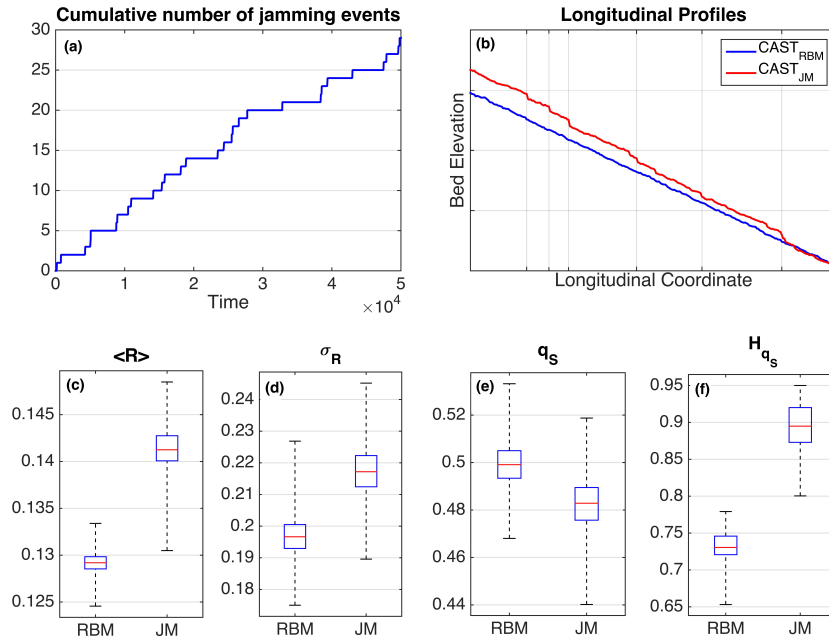 Cumulative number of jamming events
(a)
30
25
20
15
10
5
0
0 1 2 3 4 5
Time
×10⁴
Longitudinal Profiles
(b)
CAST_RBM
CAST_JM
Bed Elevation
Longitudinal Coordinate
<R>
(c)
0.145
0.14
0.135
0.13
0.125
RBM JM
σ_R
(d)
0.24
0.23
0.22
0.21
0.2
0.19
0.18
RBM JM
q_S
(e)
0.52
0.5
0.48
0.46
0.44
RBM JM
H_q_S
(f)
0.95
0.9
0.85
0.8
0.75
0.7
0.65
RBM JM